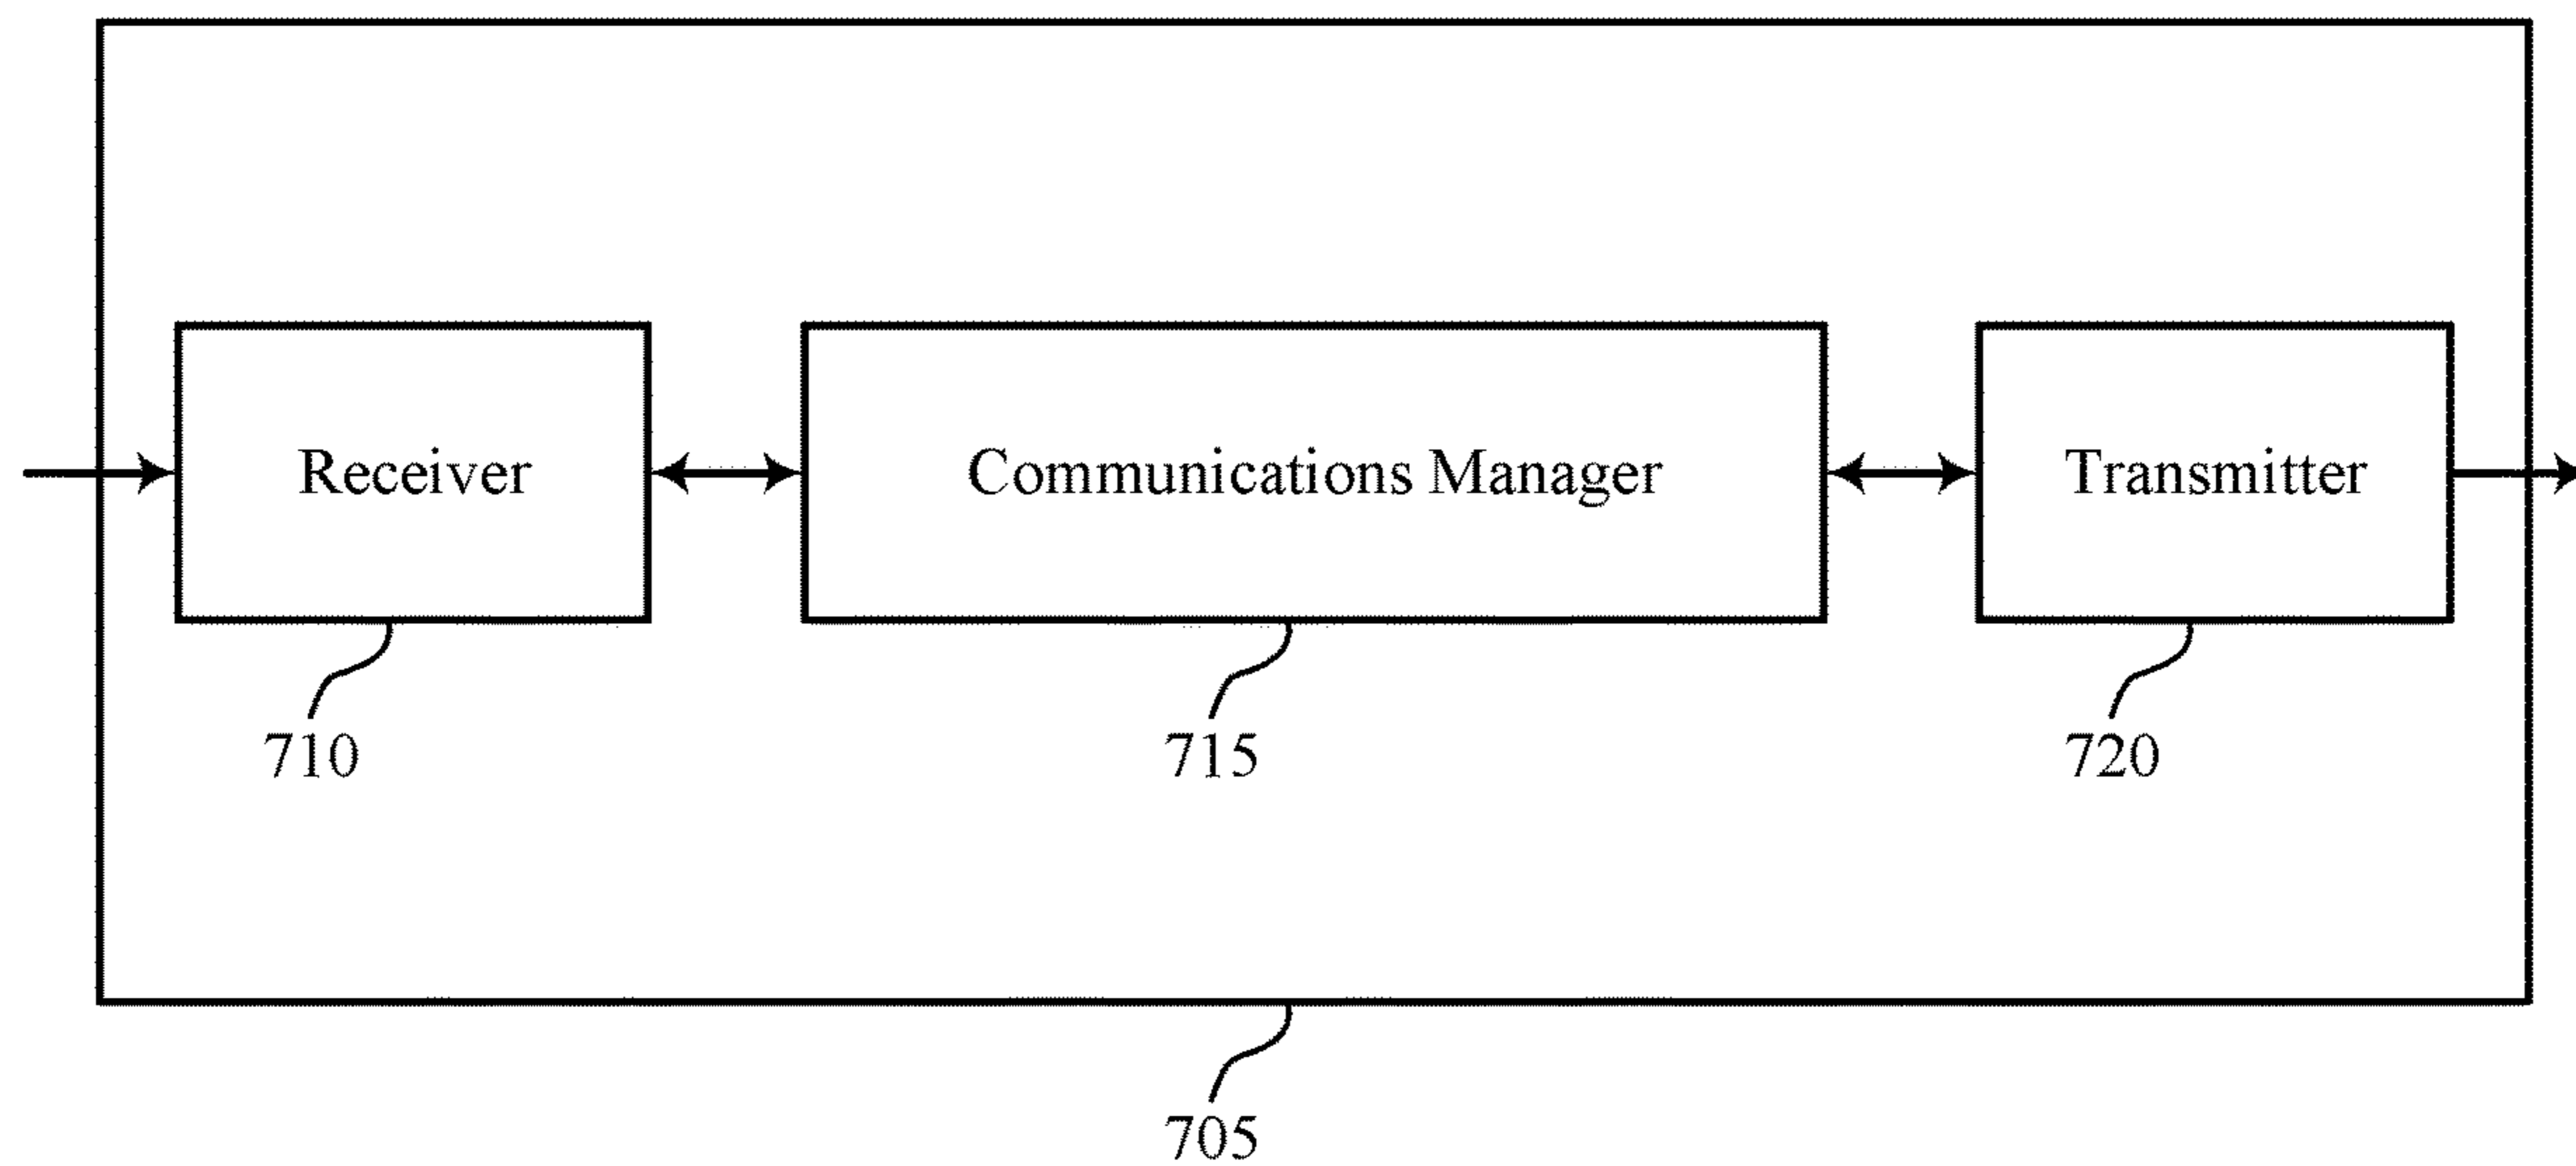 Receiver
Communications Manager
Transmitter
710
715
720
705